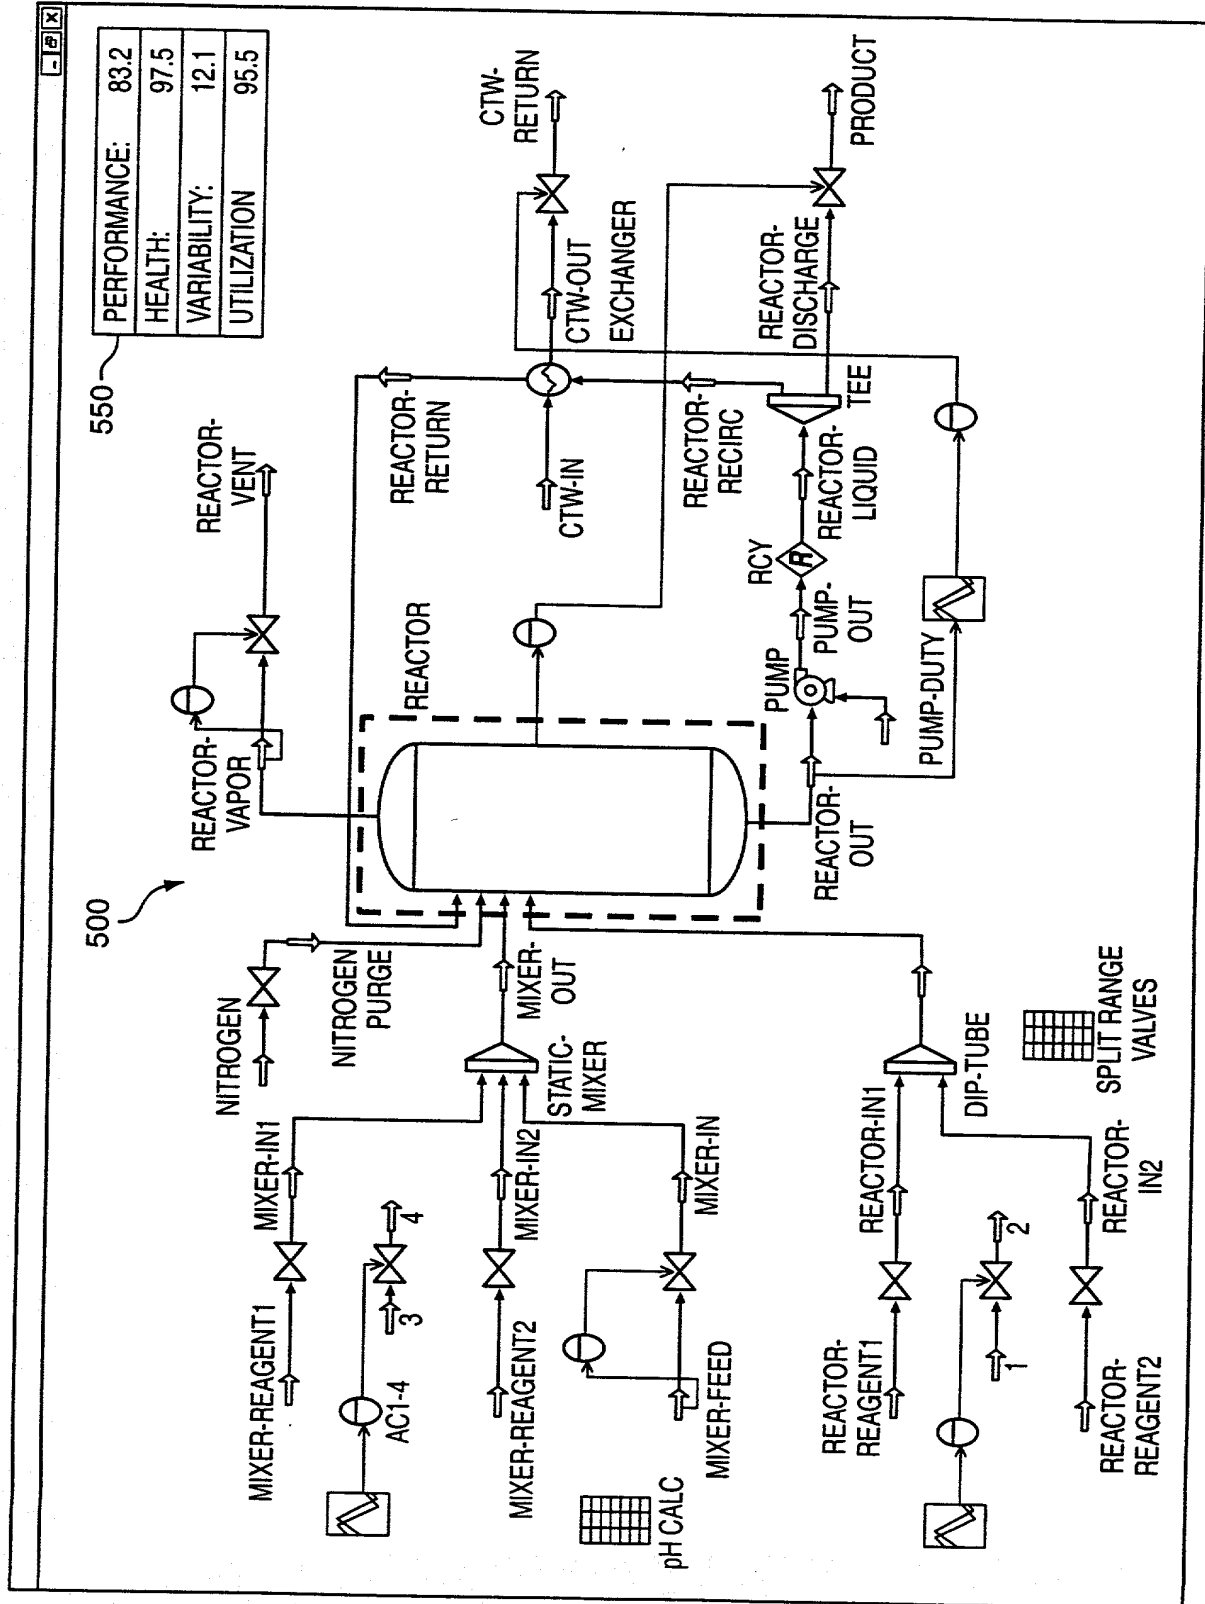 500
550
PERFORMANCE: 83.2
HEALTH: 97.5
VARIABILITY: 12.1
UTILIZATION 95.5
NITROGEN
NITROGEN
PURGE
REACTOR-
VAPOR
REACTOR-
VENT
MIXER-REAGENT1
MIXER-IN1
AC1-4
3
4
MIXER-REAGENT2
MIXER-IN2
STATIC-
MIXER
MIXER-
OUT
REACTOR
REACTOR-
RETURN
CTW-IN
CTW-OUT
CTW-
RETURN
EXCHANGER
pH CALC
MIXER-FEED
MIXER-IN
REACTOR-
RECIRC
RCY
R
PUMP
PUMP-
OUT
REACTOR-
LIQUID
TEE
REACTOR-
DISCHARGE
PRODUCT
REACTOR-
OUT
PUMP-DUTY
REACTOR-
REAGENT1
REACTOR-IN1
DIP-TUBE
1
2
REACTOR-
REAGENT2
REACTOR-
IN2
SPLIT RANGE
VALVES